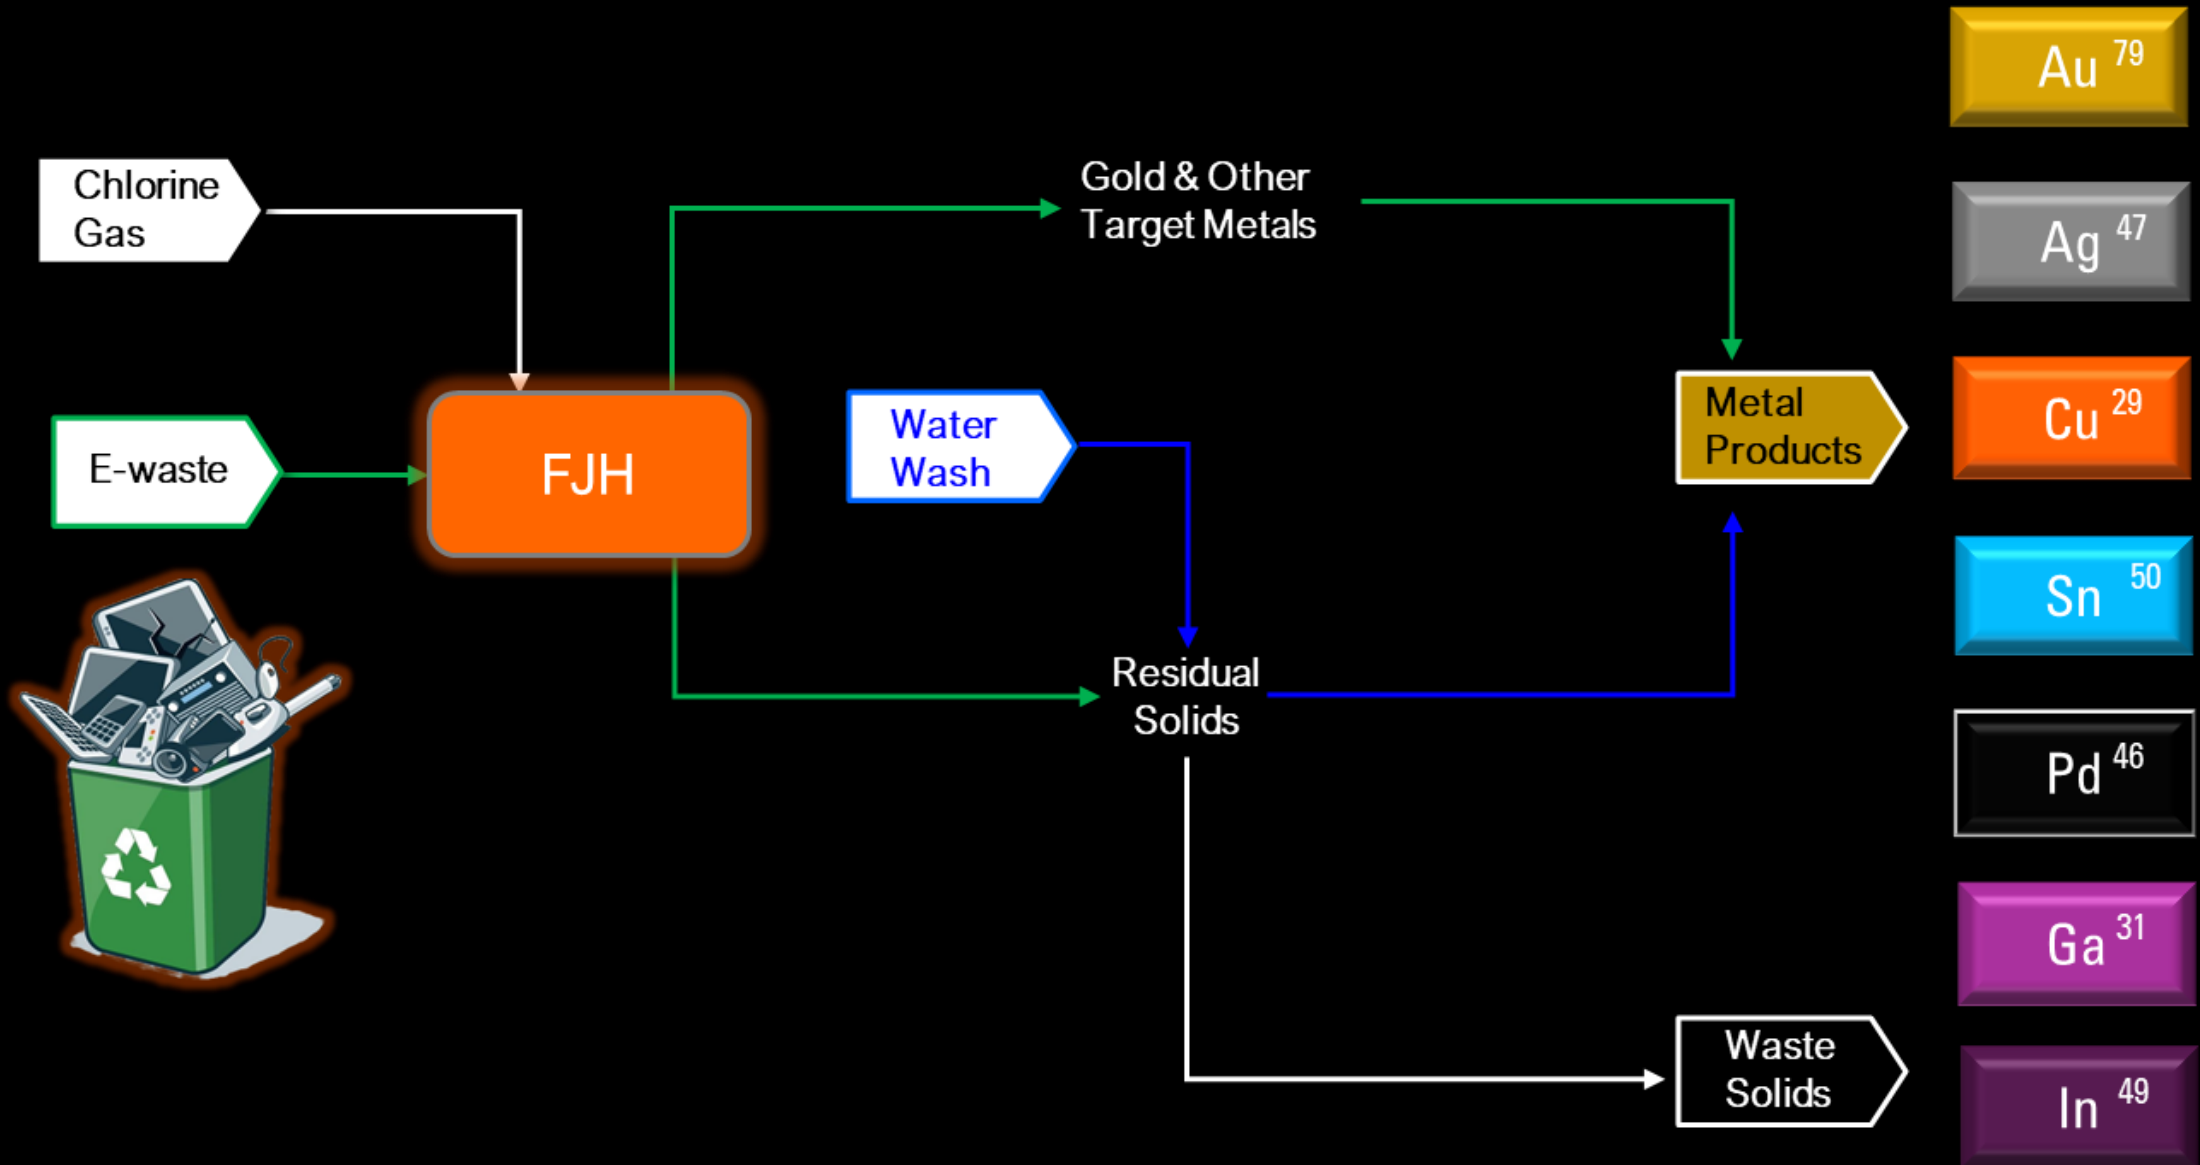 Chlorine
Gas
E-waste
FJH
Gold & Other
Target Metals
Water
Wash
Residual
Solids
Metal
Products
Waste
Solids
Au 79
Ag 47
Cu 29
Sn 50
Pd 46
Ga 31
In 49